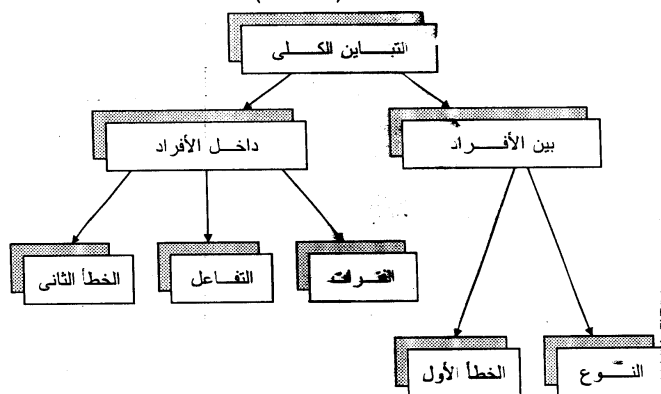 التباين الكلى
بين الأفراد
داخل الأفراد
التفاعل
الخطأ الثانى
النوع
الخطأ الأول